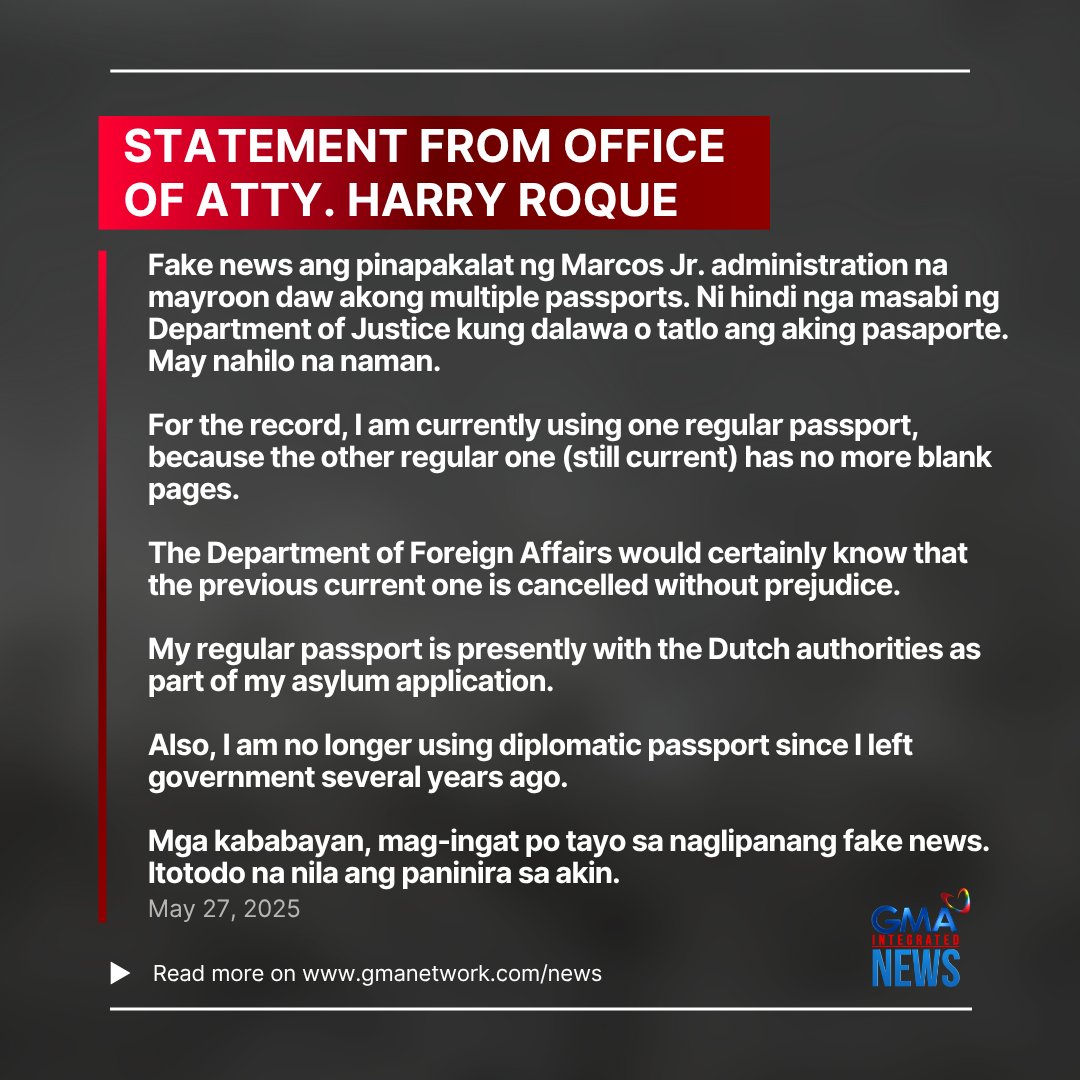 STATEMENT FROM OFFICE
OF ATTY. HARRY ROQUE
Fake news ang pinapakalat ng Marcos Jr. administration na
mayroon daw akong multiple passports. Ni hindi nga masabi ng
Department of Justice kung dalawa o tatlo ang aking pasaporte.
May nahilo na naman.
For the record, I am currently using one regular passport,
because the other regular one (still current) has no more blank
pages.
The Department of Foreign Affairs would certainly know that
the previous current one is cancelled without prejudice.
My regular passport is presently with the Dutch authorities as
part of my asylum application.
Also, I am no longer using diplomatic passport since I left
government several years ago.
Mga kababayan, mag-ingat po tayo sa naglipanang fake news.
Itotodo na nila ang paninira sa akin.
May 27, 2025
GMA
INTEGRATED
NEWS
Read more on www.gmanetwork.com/news